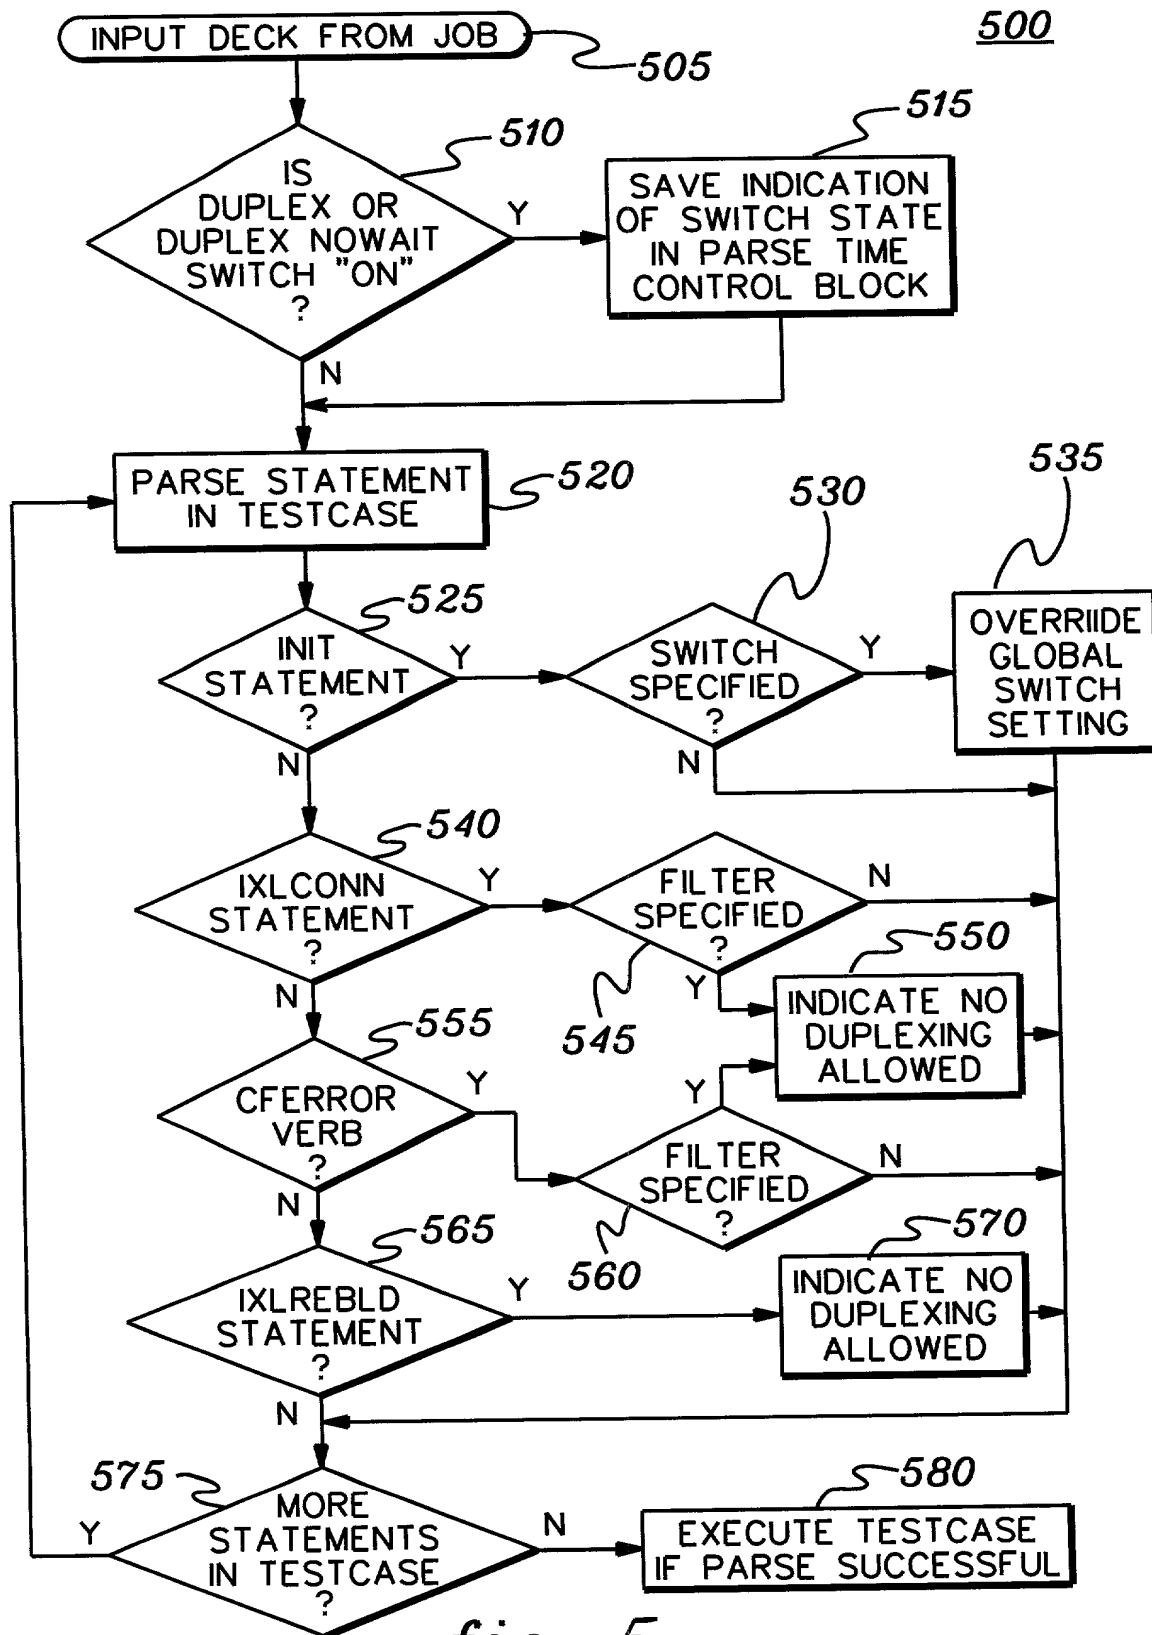 INPUT DECK FROM JOB
500
505
510
515
IS
DUPLEX OR
DUPLEX NOWAIT
SWITCH "ON"
?
Y
SAVE INDICATION
OF SWITCH STATE
IN PARSE TIME
CONTROL BLOCK
N
PARSE STATEMENT
IN TESTCASE
520
530
535
525
INIT
STATEMENT
?
Y
SWITCH
SPECIFIED
?
Y
OVERRIIDE
GLOBAL
SWITCH
SETTING
N
N
540
IXLCONN
STATEMENT
?
Y
FILTER
SPECIFIED
?
N
545
Y
550
INDICATE NO
DUPLEXING
ALLOWED
N
555
CFERROR
VERB
?
Y
Y
FILTER
SPECIFIED
?
N
560
N
565
570
IXLREBLD
STATEMENT
?
Y
INDICATE NO
DUPLEXING
ALLOWED
N
575
MORE
STATEMENTS
IN TESTCASE
?
Y
N
580
EXECUTE TESTCASE
IF PARSE SUCCESSFUL
fig. 5